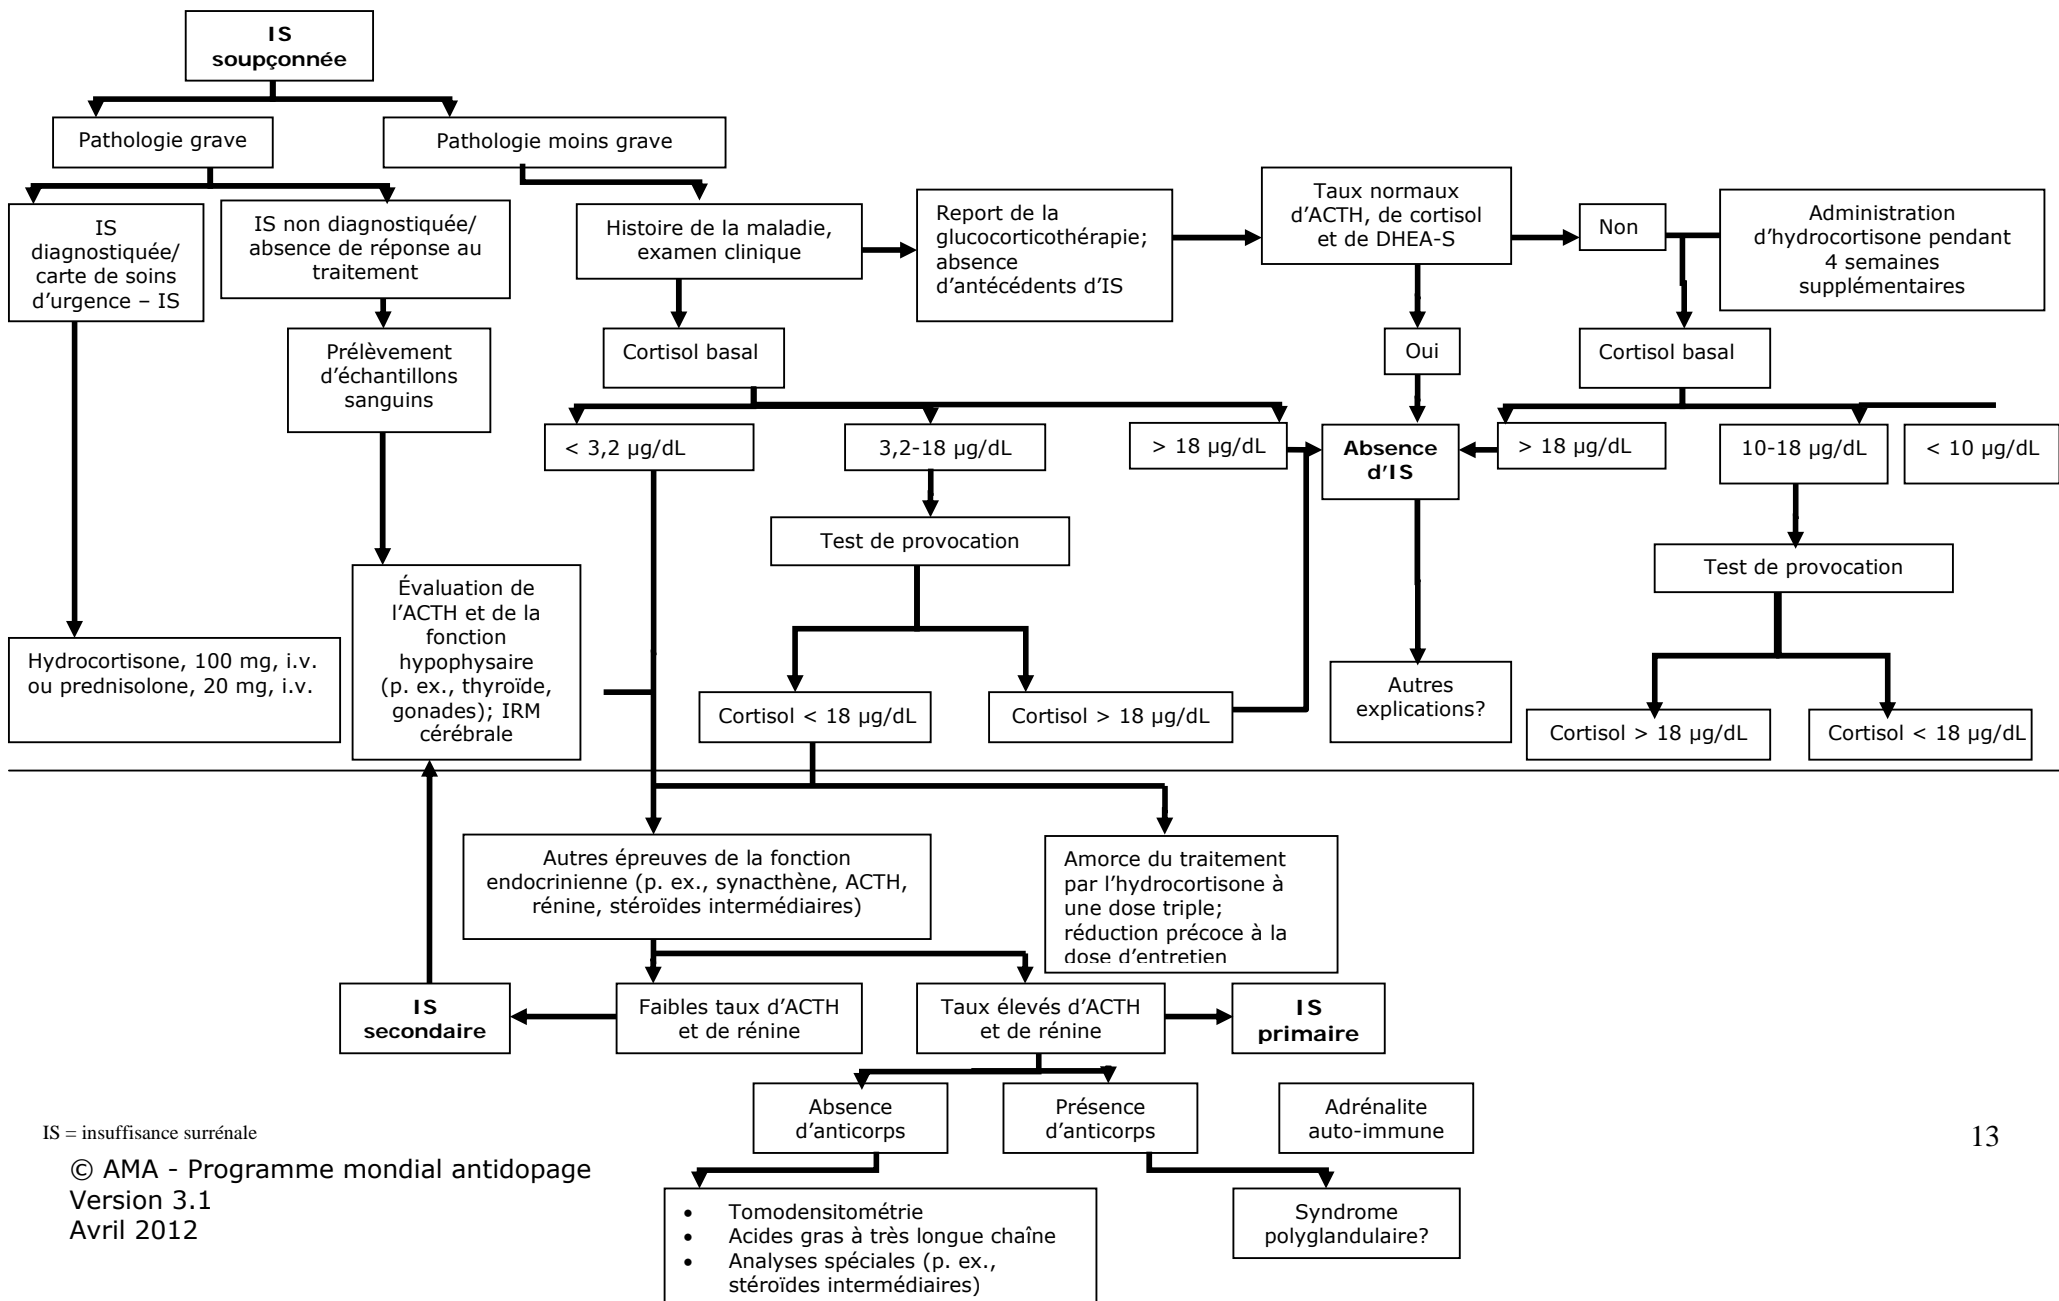 IS
soupçonnée
Pathologie grave
Pathologie moins grave
IS
diagnostiquée/
carte de soins
d’urgence – IS
IS non diagnostiquée/
absence de réponse au
traitement
Histoire de la maladie,
examen clinique
Report de la
glucocorticothérapie;
absence
d’antécédents d’IS
Taux normaux
d’ACTH, de cortisol
et de DHEA-S
Non
Administration
d’hydrocortisone pendant
4 semaines
supplémentaires
Prélèvement
d’échantillons
sanguins
Cortisol basal
Oui
Cortisol basal
< 3,2 µg/dL
3,2-18 µg/dL
> 18 µg/dL
Absence
d’IS
> 18 µg/dL
10-18 µg/dL
< 10 µg/dL
Test de provocation
Test de provocation
Évaluation de
l’ACTH et de la
fonction
hypophysaire
(p. ex., thyroïde,
gonades); IRM
cérébrale
Hydrocortisone, 100 mg, i.v.
ou prednisolone, 20 mg, i.v.
Cortisol < 18 µg/dL
Cortisol > 18 µg/dL
Autres
explications?
Cortisol > 18 µg/dL
Cortisol < 18 µg/dL
Autres épreuves de la fonction
endocrinienne (p. ex., synacthène, ACTH,
rénine, stéroïdes intermédiaires)
Amorce du traitement
par l’hydrocortisone à
une dose triple;
réduction précoce à la
dose d’entretien
IS
secondaire
Faibles taux d’ACTH
et de rénine
Taux élevés d’ACTH
et de rénine
IS
primaire
Absence
d’anticorps
Présence
d’anticorps
Adrénalite
auto-immune
• Tomodensitométrie
• Acides gras à très longue chaîne
• Analyses spéciales (p. ex.,
stéroïdes intermédiaires)
Syndrome
polyglandulaire?
IS = insuffisance surrénale
© AMA - Programme mondial antidopage
Version 3.1
Avril 2012
13